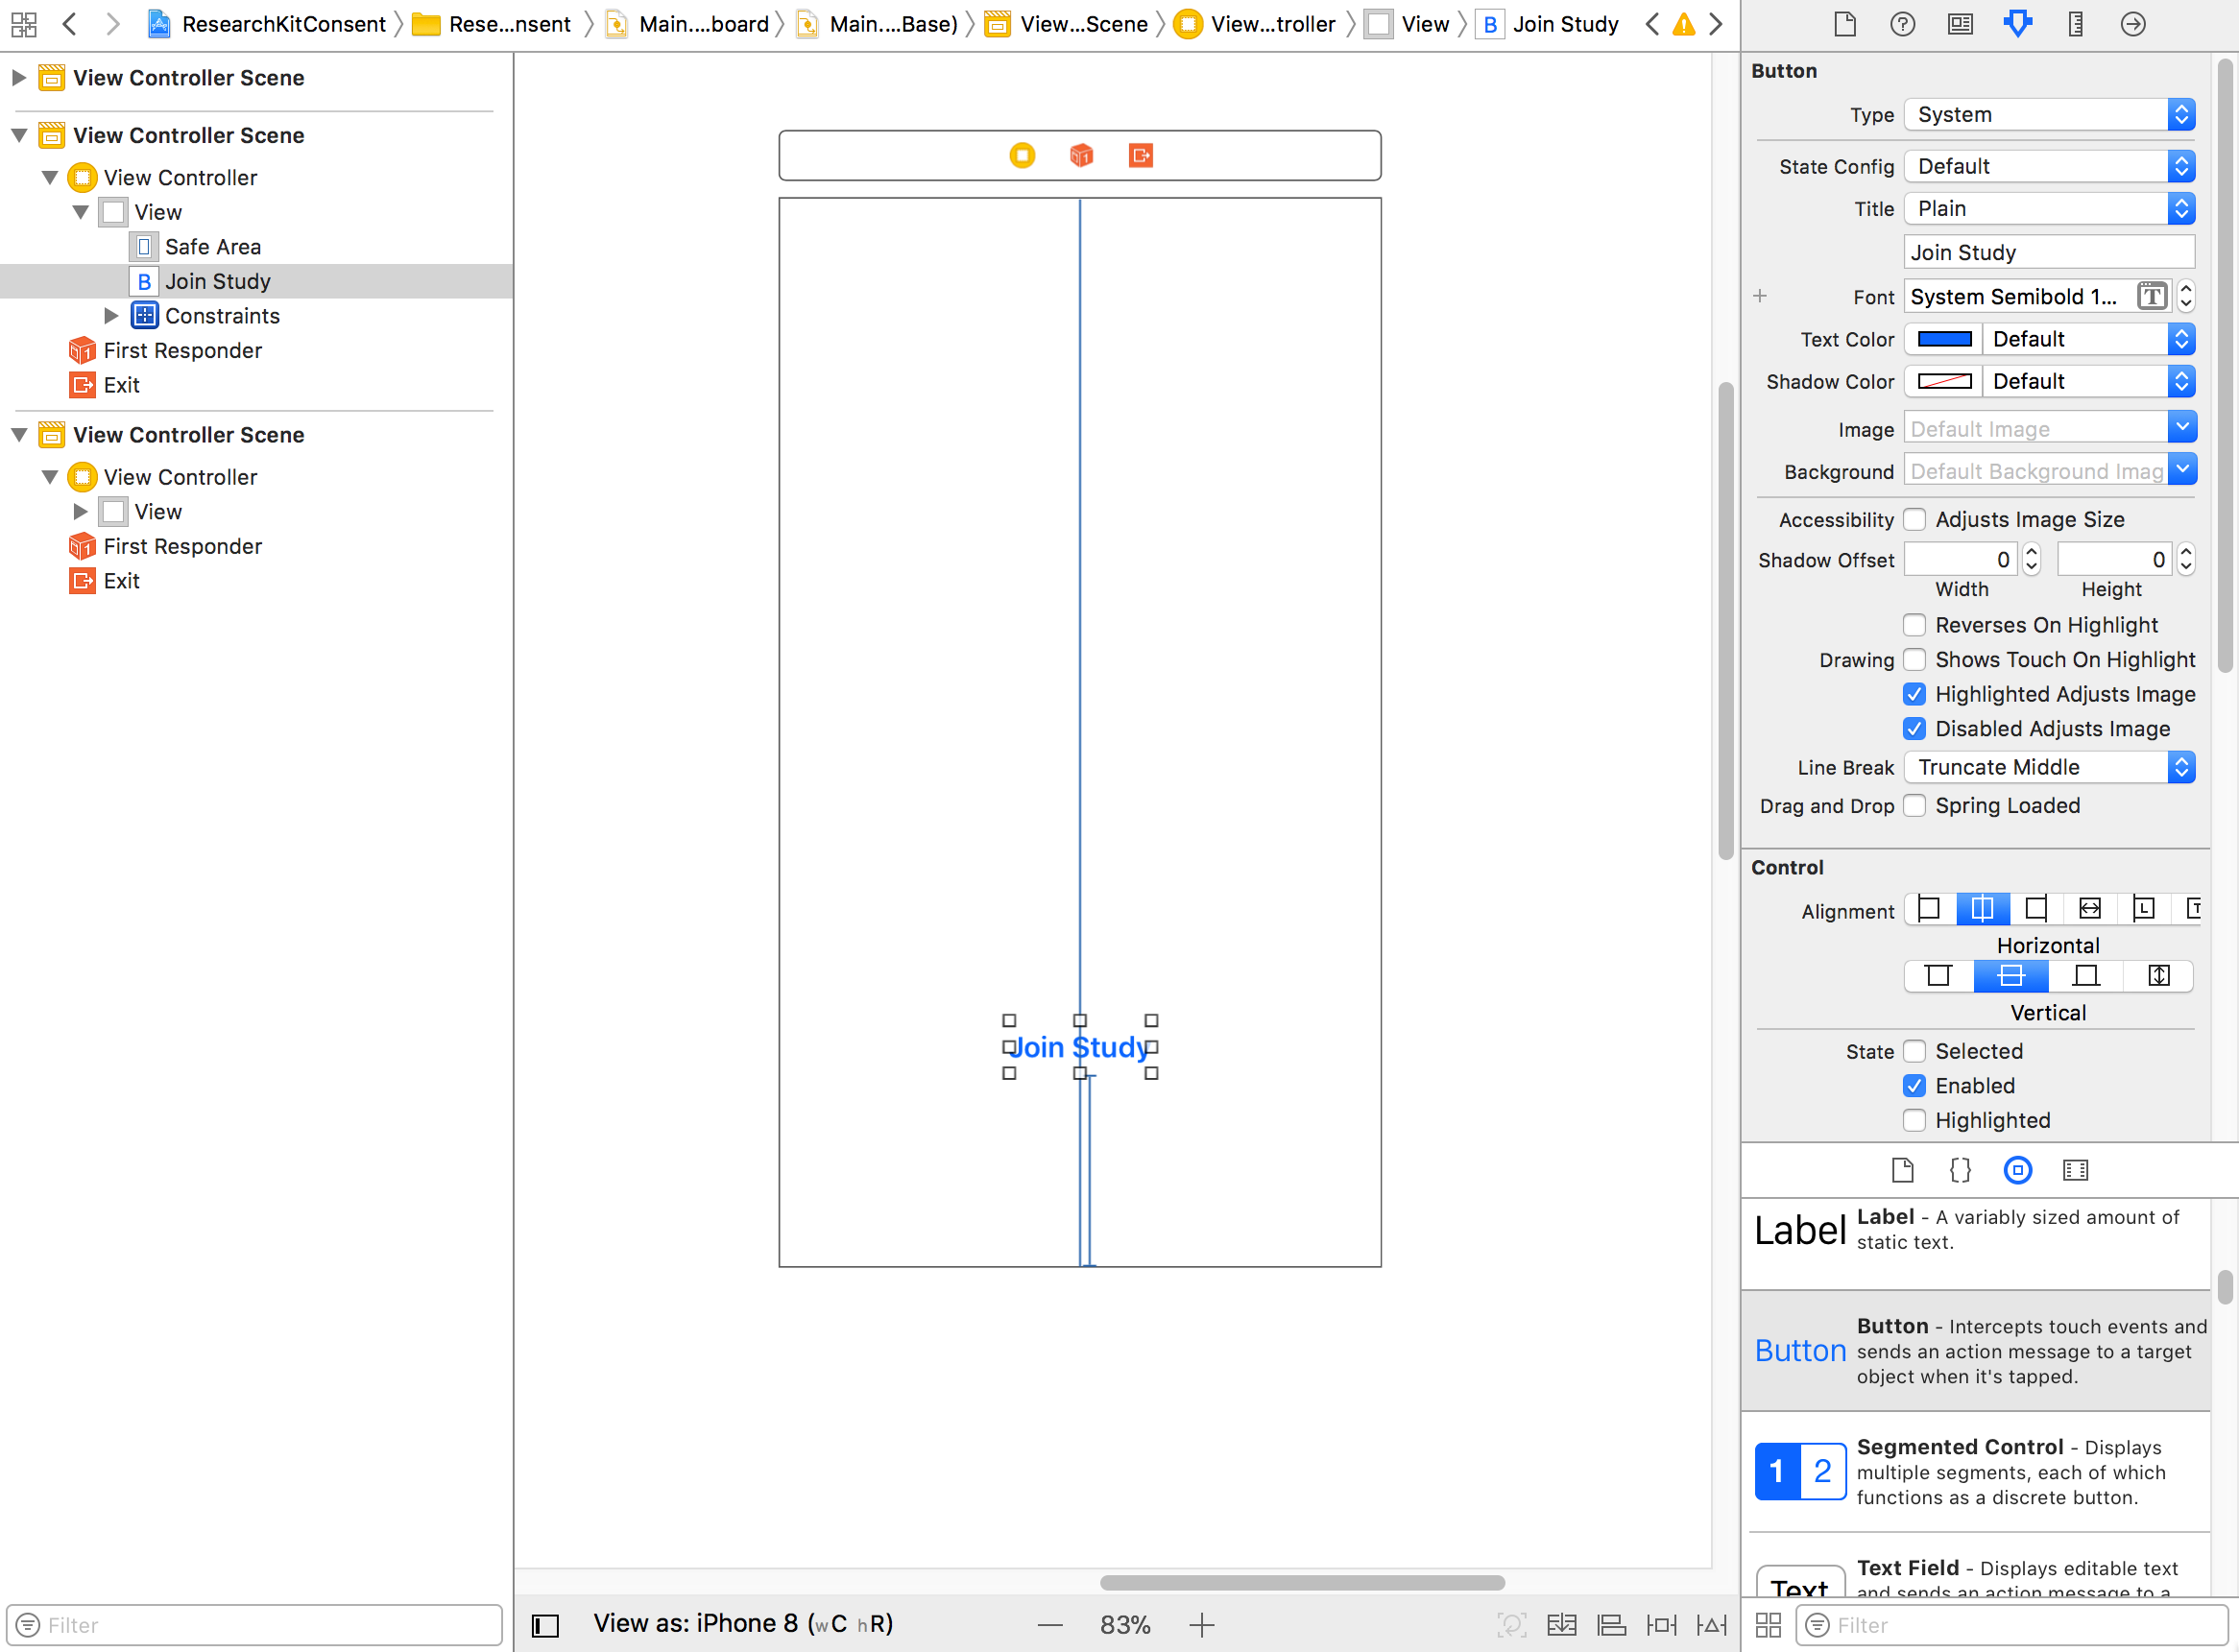 ResearchKitConsent
Rese...nsent
Main....board
Main....Base)
View...Scene
View...troller
View
B
Join Study
View Controller Scene
View Controller Scene
View Controller
View
Safe Area
B Join Study
Constraints
First Responder
Exit
View Controller Scene
View Controller
View
First Responder
Exit
Filter
Join Study
View as: iPhone 8 (wC hR)
83%
Button
Type System
State Config Default
Title Plain
Join Study
Font System Semibold 1... T
Text Color Default
Shadow Color Default
Image Default Image
Background Default Background Imag
Accessibility Adjusts Image Size
Shadow Offset 0 0
Width Height
Reverses On Highlight
Drawing Shows Touch On Highlight
Highlighted Adjusts Image
Disabled Adjusts Image
Line Break Truncate Middle
Drag and Drop Spring Loaded
Control
Alignment
Horizontal
Vertical
State Selected
Enabled
Highlighted
{}
Label Label - A variably sized amount of
static text.
Button - Intercepts touch events and
Button sends an action message to a target
object when it's tapped.
Segmented Control - Displays
1 2 multiple segments, each of which
functions as a discrete button.
Text Field - Displays editable text
Text and sends an action message to a
Filter